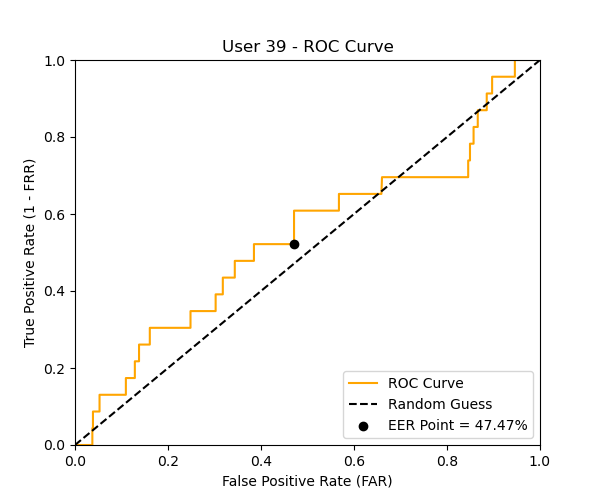 User 39 - ROC Curve
True Positive Rate (1 - FRR)
1.0
0.8
0.6
0.4
0.2
0.0
0.0 0.2 0.4 0.6 0.8 1.0
False Positive Rate (FAR)
ROC Curve
Random Guess
EER Point = 47.47%